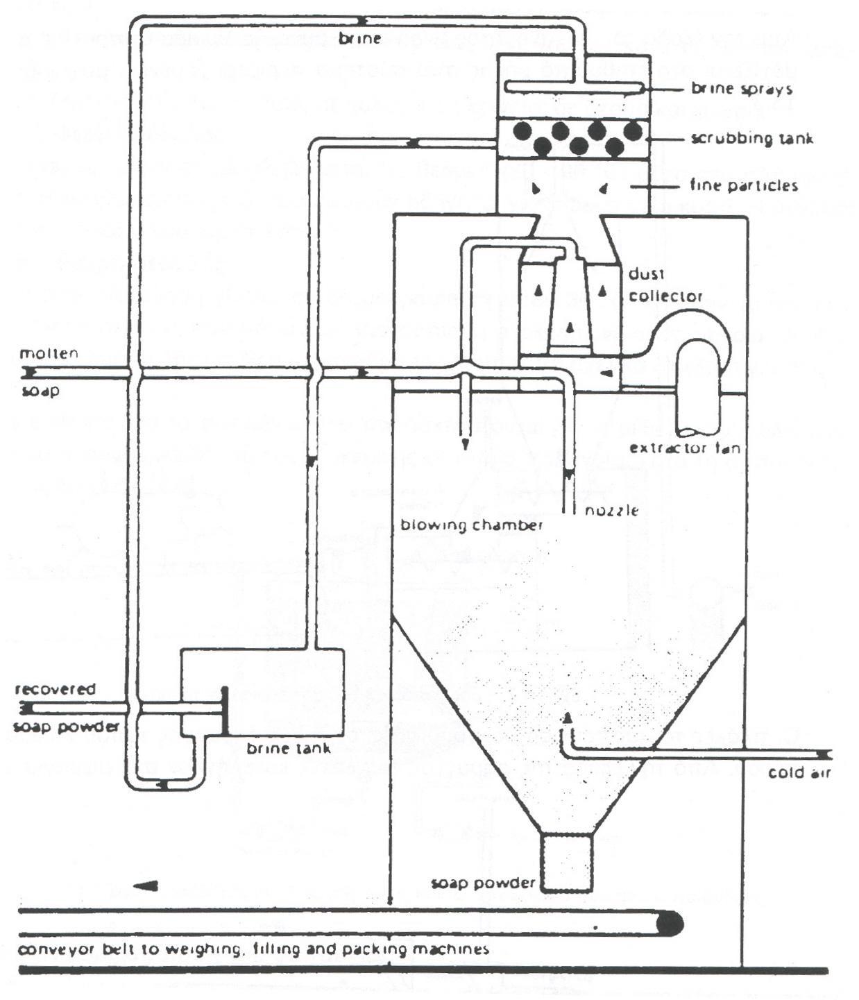 brine
brine sprays
scrubbing tank
fine particles
dust
collector
molten
soap
extractor fan
nozzle
blowing chamber
recovered
soap powder
brine tank
cold air
soap powder
conveyor belt to weighing, filling and packing machines